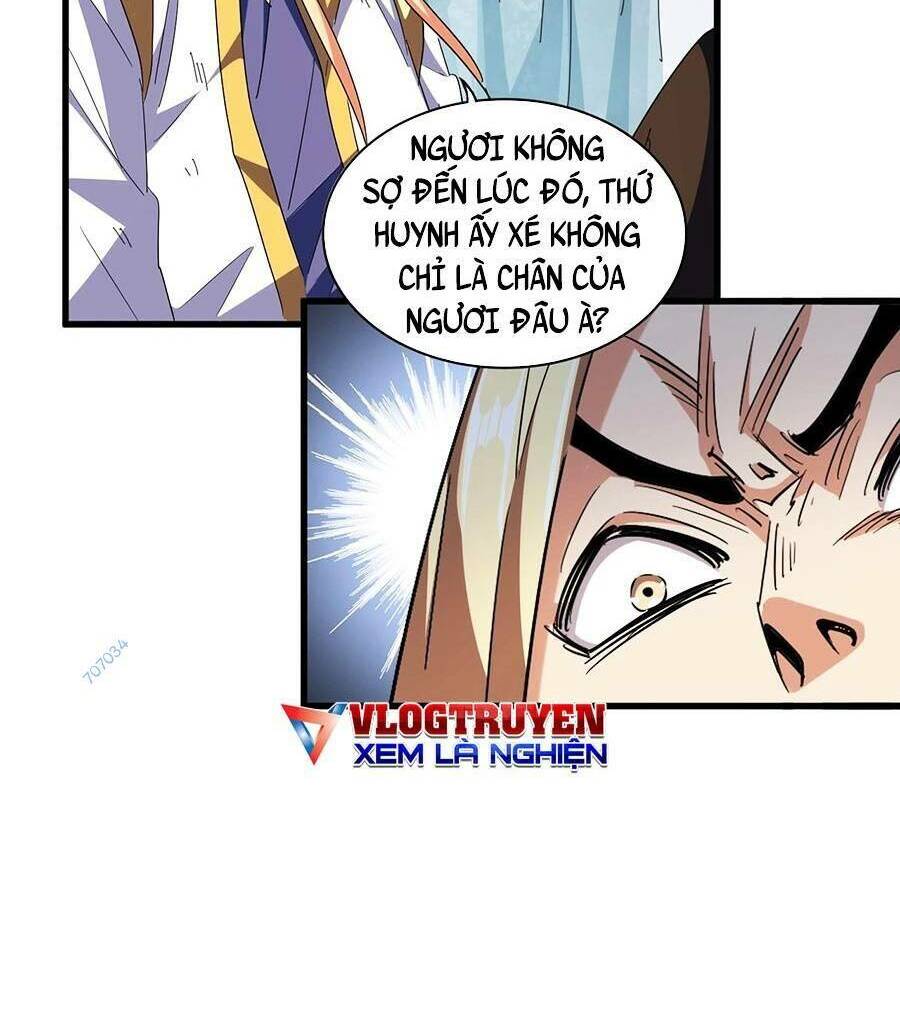 NGƯƠI KHÔNG
SỢ ĐẾN LÚC ĐÓ, THỨ
HUYNH ẤY XÉ KHÔNG
CHỈ LÀ CHÂN CỦA
NGƯƠI ĐÂU À?
707034
VLOGTRUYEN
XEM LÀ NGHIỆN